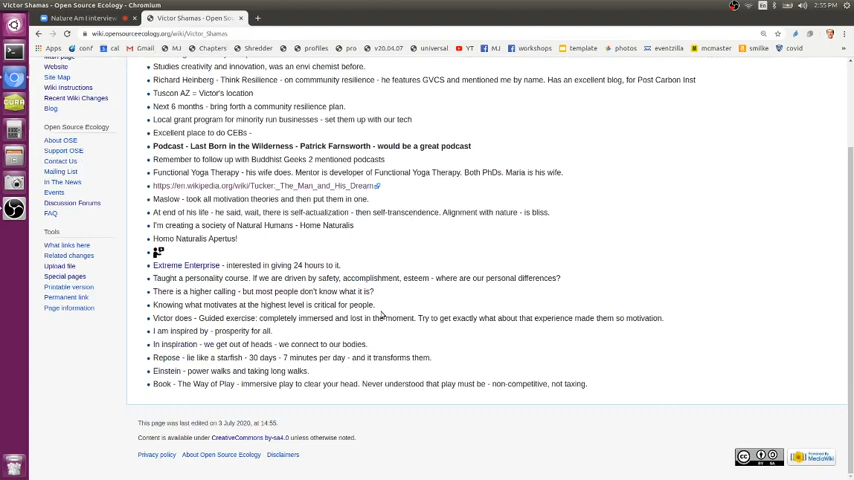 Victor Shamas - Open Source Ecology - Chromium
En
2:55 PM
Nature Am I interview
Victor Shamas - Open Sou
wiki.opensourceecology.org/wiki/Victor_Shamas
Apps
conf
cal
Gmail
MJ
Chapters
Shredder
profiles
pro
v20.04.07
universal
YT
MJ
workshops
template
photos
eventzilla
mcmaster
smilke
covid
Main page
Website
Site Map
Wiki Instructions
Recent Wiki Changes
Blog
Open Source Ecology
About OSE
Support OSE
Contact Us
Mailing List
In The News
Events
Discussion Forums
FAQ
Tools
What links here
Related changes
Upload file
Special pages
Printable version
Permanent link
Page information
Studies creativity and innovation, was an envi chemist before.
Richard Heinberg - Think Resilience - on commmunity resilience - he features GVCS and mentioned me by name. Has an excellent blog, for Post Carbon Inst
Tuscon AZ = Victor's location
Next 6 months - bring forth a community resilience plan.
Local grant program for minority run businesses - set them up with our tech
Excellent place to do CEBs -
Podcast - Last Born in the Wilderness - Patrick Farnsworth - would be a great podcast
Remember to follow up with Buddhist Geeks 2 mentioned podcasts
Functional Yoga Therapy - his wife does. Mentor is developer of Functional Yoga Therapy. Both PhDs. Maria is his wife.
https://en.wikipedia.org/wiki/Tucker:_The_Man_and_His_Dream
Maslow - took all motivation theories and then put them in one.
At end of his life - he said, wait, there is self-actualization - then self-transcendence. Alignment with nature - is bliss.
I'm creating a society of Natural Humans - Home Naturalis
Homo Naturalis Apertus!
Extreme Enterprise - interested in giving 24 hours to it.
Taught a personality course. If we are driven by safety, accomplishment, esteem - where are our personal differences?
There is a higher calling - but most people don't know what it is?
Knowing what motivates at the highest level is critical for people.
Victor does - Guided exercise: completely immersed and lost in the moment. Try to get exactly what about that experience made them so motivation.
I am inspired by - prosperity for all.
In inspiration - we get out of heads - we connect to our bodies.
Repose - lie like a starfish - 30 days - 7 minutes per day - and it transforms them.
Einstein - power walks and taking long walks.
Book - The Way of Play - immersive play to clear your head. Never understood that play must be - non-competitive, not taxing.
This page was last edited on 3 July 2020, at 14:55.
Content is available under CreativeCommons by-sa4.0 unless otherwise noted.
Privacy policy
About Open Source Ecology
Disclaimers
cc
BY SA
Powered By
MediaWiki
CURA